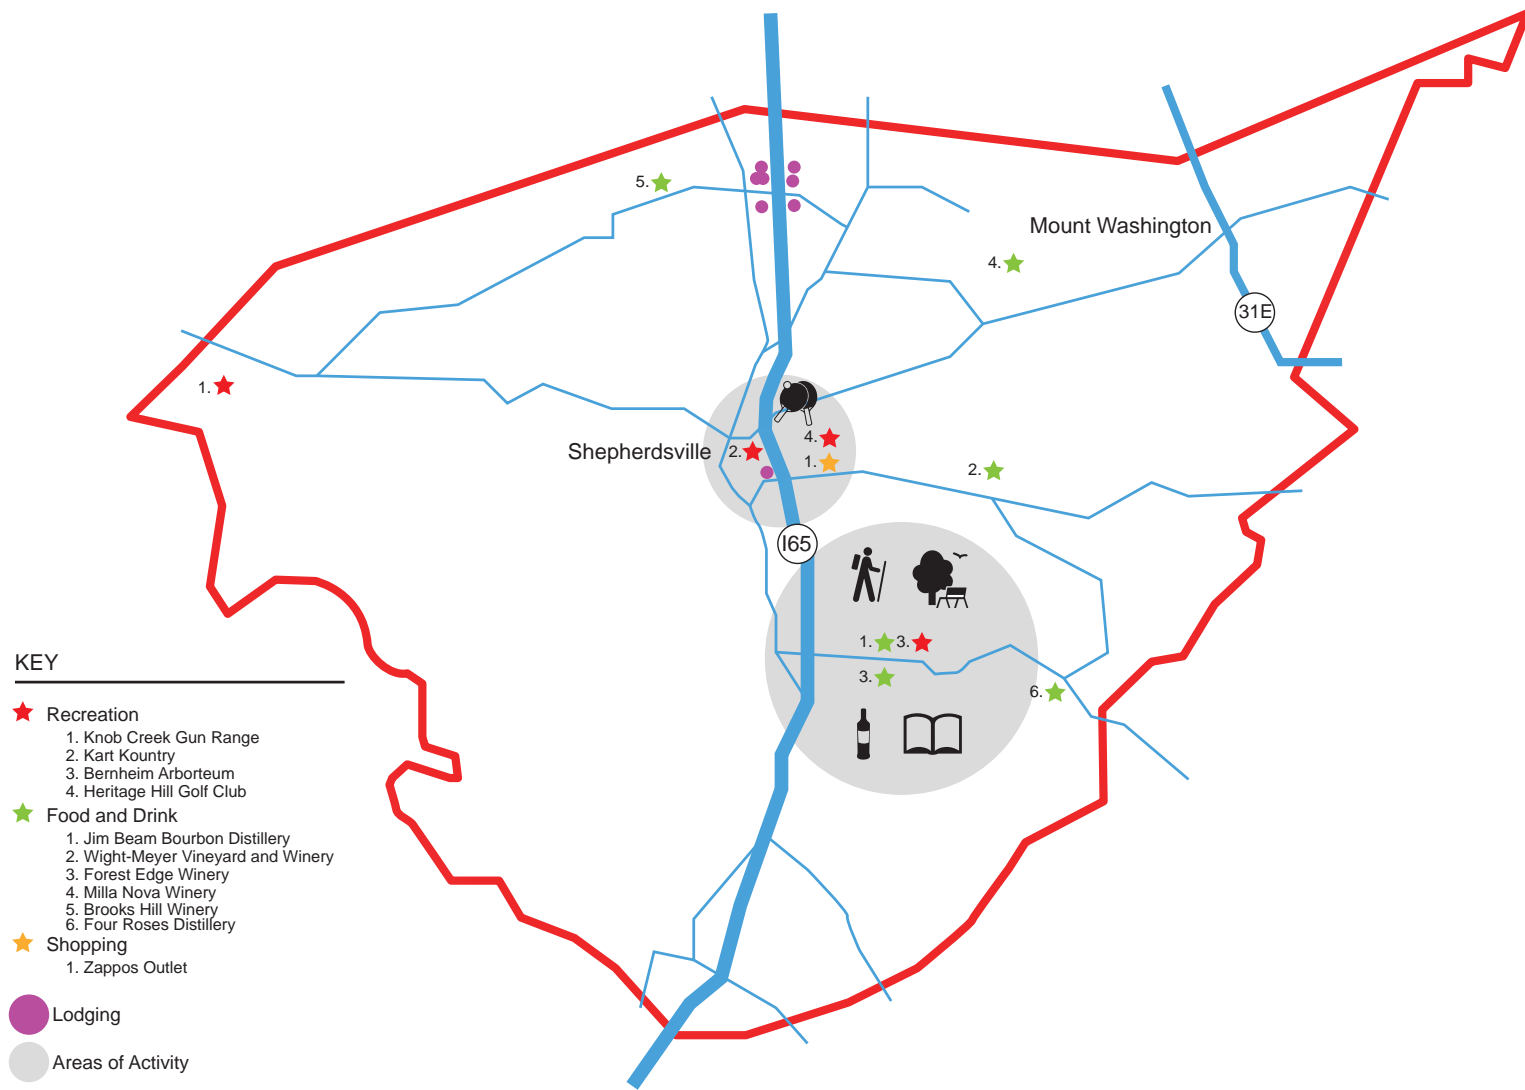 5.
Mount Washington
4.
31E
1.
4.
Shepherdsville
2.
1.
2.
I65
1.
3.
3.
6.
KEY
Recreation
1. Knob Creek Gun Range
2. Kart Kountry
3. Bernheim Arborteum
4. Heritage Hill Golf Club
Food and Drink
1. Jim Beam Bourbon Distillery
2. Wight-Meyer Vineyard and Winery
3. Forest Edge Winery
4. Milla Nova Winery
5. Brooks Hill Winery
6. Four Roses Distillery
Shopping
1. Zappos Outlet
Lodging
Areas of Activity